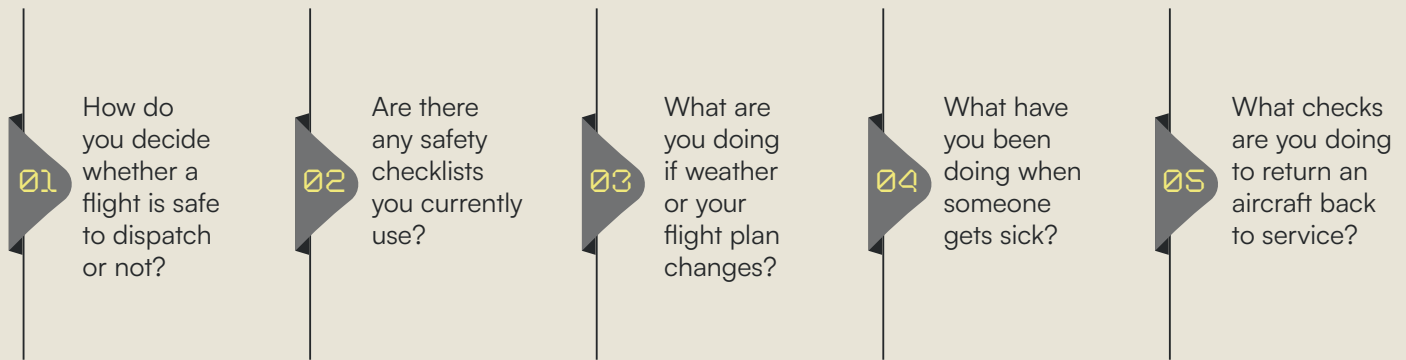 01
How do
you decide
whether a
flight is safe
to dispatch
or not?
02
Are there
any safety
checklists
you currently
use?
03
What are
you doing
if weather
or your
flight plan
changes?
04
What have
you been
doing when
someone
gets sick?
05
What checks
are you doing
to return an
aircraft back
to service?